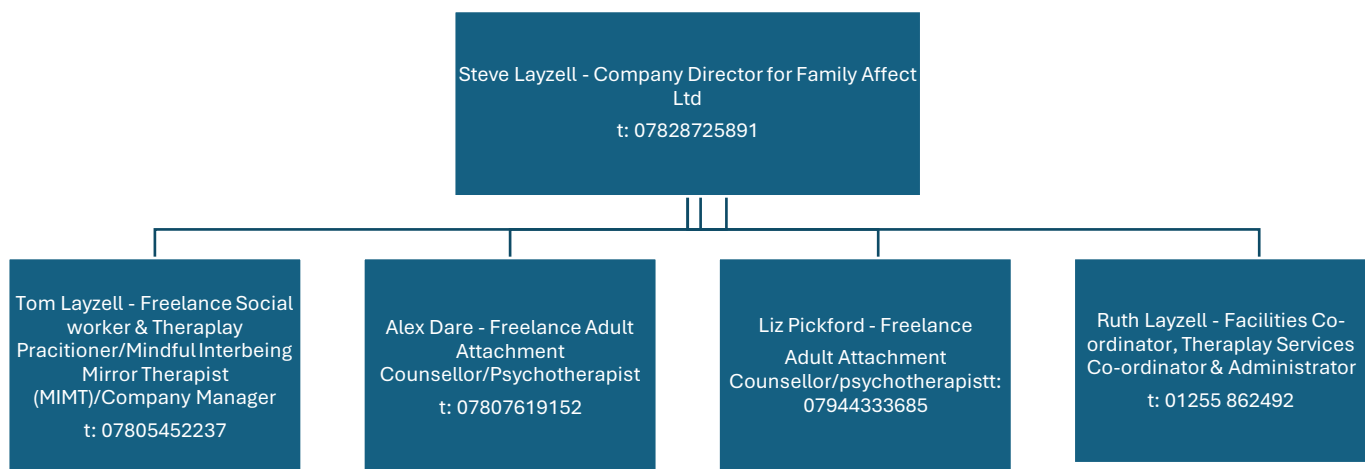 Steve Layzell - Company Director for Family Affect
Ltd
t: 07828725891
Tom Layzell - Freelance Social
worker & Theraplay
Pracitioner/Mindful Interbeing
Mirror Therapist
(MIMT)/Company Manager
t: 07805452237
Alex Dare - Freelance Adult
Attachment
Counsellor/Psychotherapist
t: 07807619152
Liz Pickford - Freelance
Adult Attachment
Counsellor/psychotherapistt:
07944333685
Ruth Layzell - Facilities Co-
ordinator, Theraplay Services
Co-ordinator & Administrator
t: 01255 862492